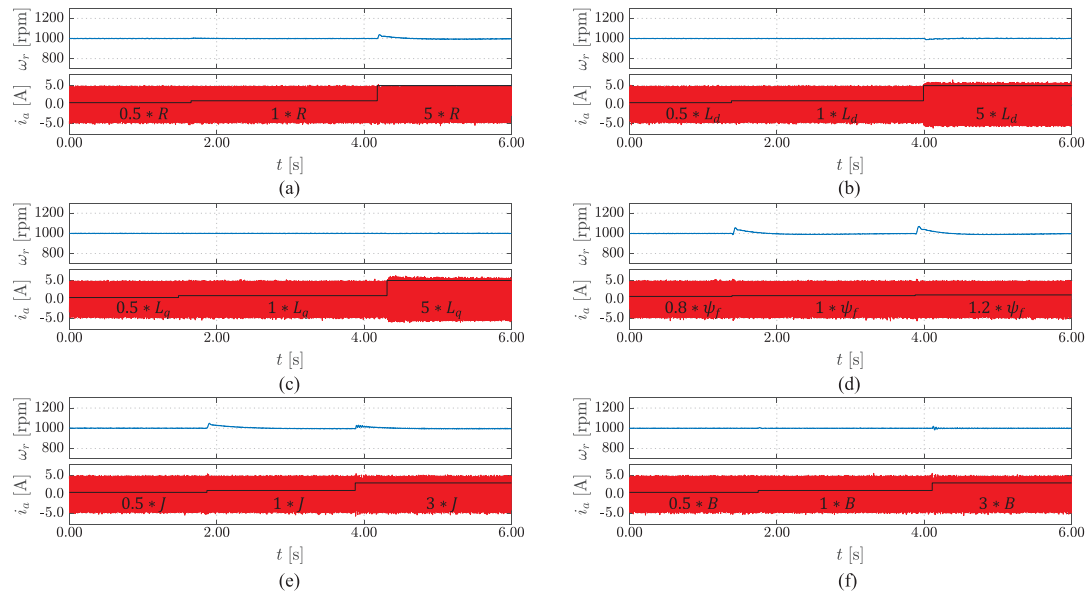 1200
1000
800
ω_r [rpm]
5.0
0.0
-5.0
i_a [A]
0.5 * R
1 * R
5 * R
0.00
2.00
4.00
6.00
t [s]
(a)
1200
1000
800
ω_r [rpm]
5.0
0.0
-5.0
i_a [A]
0.5 * L_d
1 * L_d
5 * L_d
0.00
2.00
4.00
6.00
t [s]
(b)
1200
1000
800
ω_r [rpm]
5.0
0.0
-5.0
i_a [A]
0.5 * L_q
1 * L_q
5 * L_q
0.00
2.00
4.00
6.00
t [s]
(c)
1200
1000
800
ω_r [rpm]
5.0
0.0
-5.0
i_a [A]
0.8 * ψ_f
1 * ψ_f
1.2 * ψ_f
0.00
2.00
4.00
6.00
t [s]
(d)
1200
1000
800
ω_r [rpm]
5.0
0.0
-5.0
i_a [A]
0.5 * J
1 * J
3 * J
0.00
2.00
4.00
6.00
t [s]
(e)
1200
1000
800
ω_r [rpm]
5.0
0.0
-5.0
i_a [A]
0.5 * B
1 * B
3 * B
0.00
2.00
4.00
6.00
t [s]
(f)